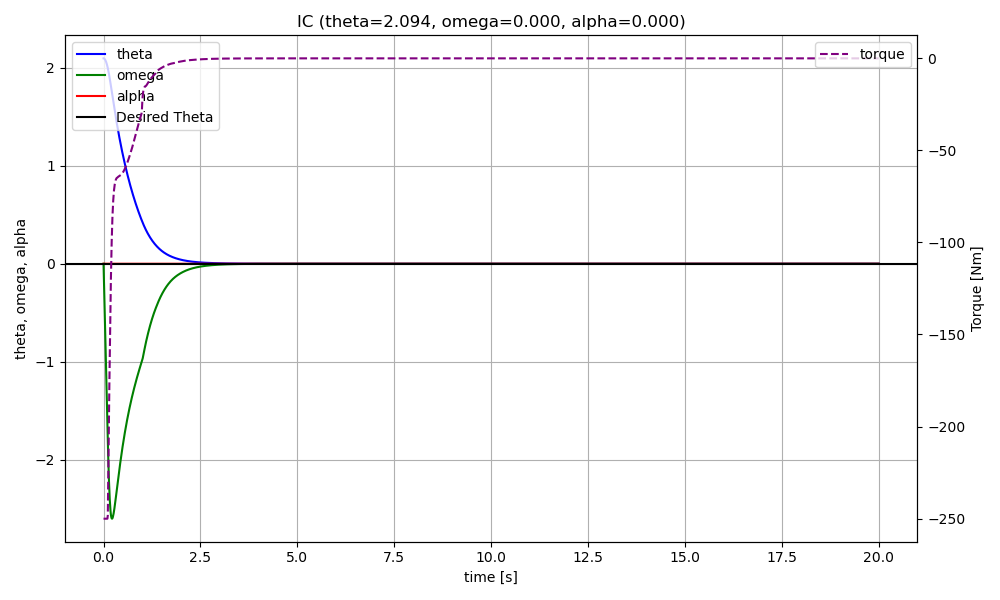 IC (theta=2.094, omega=0.000, alpha=0.000)
theta
omega
alpha
Desired Theta
torque
2
1
0
−1
−2
theta, omega, alpha
0
−50
−100
−150
−200
−250
Torque [Nm]
0.0 2.5 5.0 7.5 10.0 12.5 15.0 17.5 20.0
time [s]